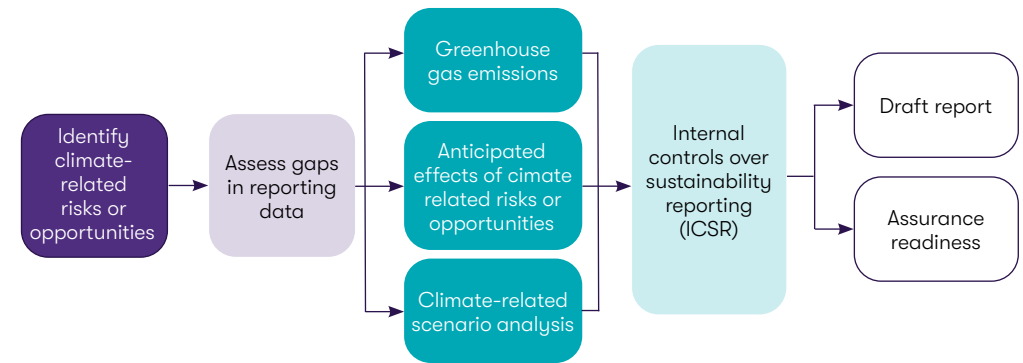 Identify
climate-
related
risks or
opportunities
Assess gaps
in reporting
data
Greenhouse
gas emissions
Anticipated
effects of cimate
related risks or
opportunities
Climate-related
scenario analysis
Internal
controls over
sustainability
reporting
(ICSR)
Draft report
Assurance
readiness